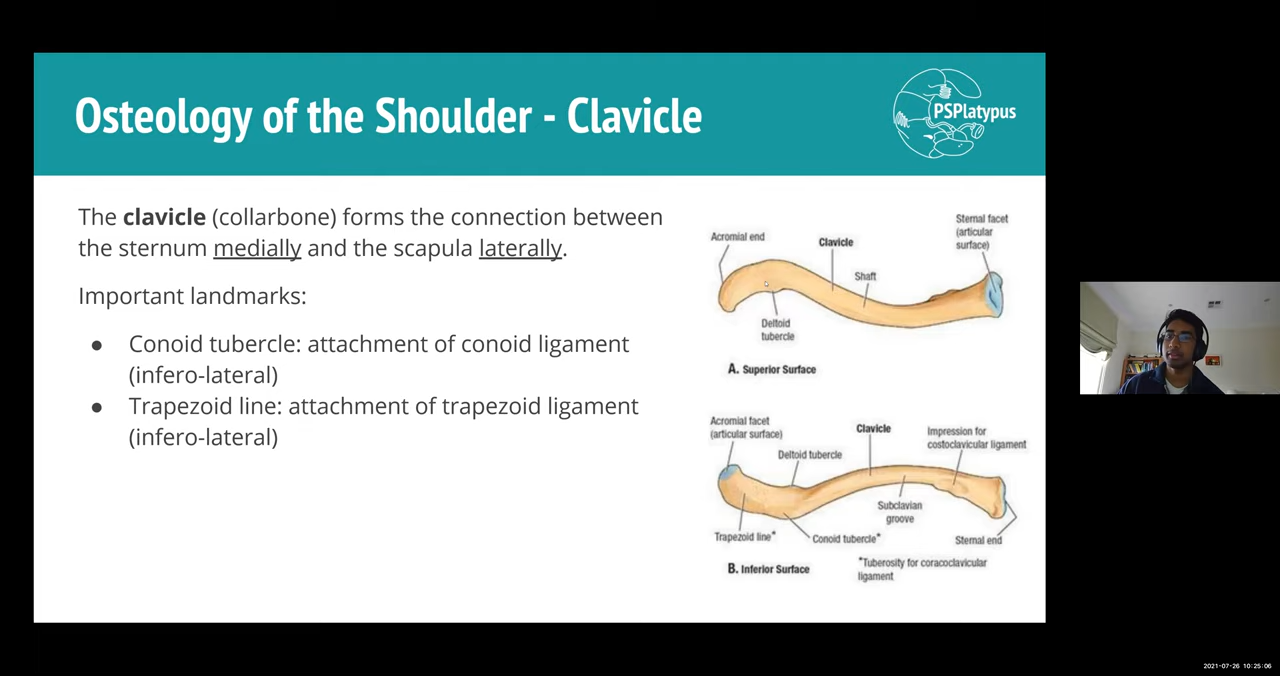 Osteology of the Shoulder - Clavicle
PSPlatypus
The clavicle (collarbone) forms the connection between
the sternum medially and the scapula laterally.
Important landmarks:
● Conoid tubercle: attachment of conoid ligament
(infero-lateral)
● Trapezoid line: attachment of trapezoid ligament
(infero-lateral)
Acromial end
Clavicle
Shaft
Sternal facet
(articular
surface)
Deltoid
tubercle
A. Superior Surface
Acromial facet
(articular surface)
Deltoid tubercle
Clavicle
Impression for
costoclavicular ligament
Subclavian
groove
Trapezoid line*
Conoid tubercle*
Sternal end
B. Inferior Surface
*Tuberosity for coracoclavicular
ligament
2021-07-26 10:25:06